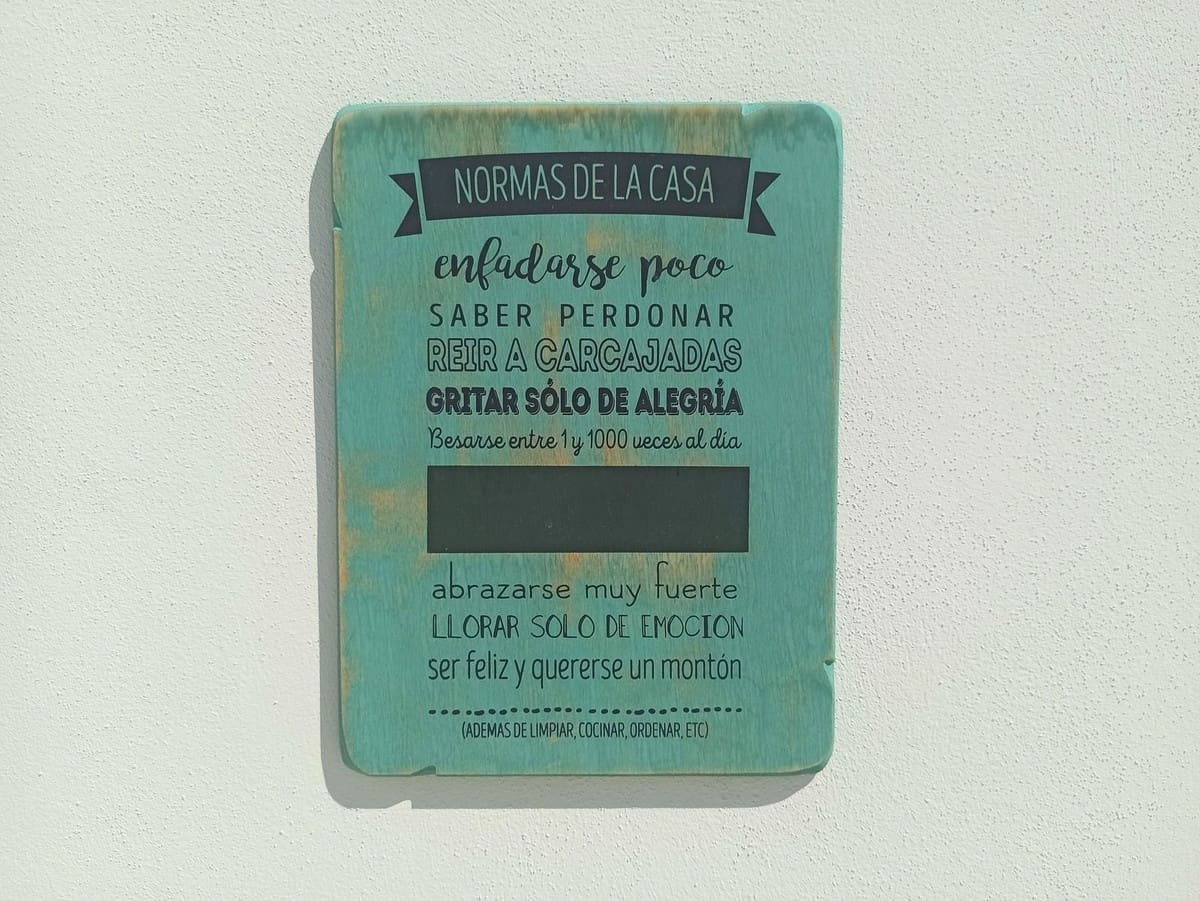 NORMAS DE LA CASA
enfadarse poco
SABER PERDONAR
REIR A CARCAJADAS
GRITAR SÓLO DE ALEGRÍA
Besarse entre 1 y 1000 veces al día
abrazarse muy fuerte
LLORAR SOLO DE EMOCION
ser feliz y quererse un montón
(ADEMAS DE LIMPIAR, COCINAR, ORDENAR, ETC)